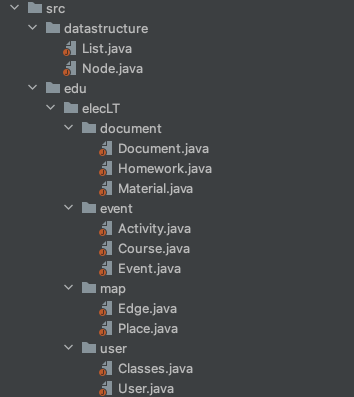 src
datastructure
List.java
Node.java
edu
elecLT
document
Document.java
Homework.java
Material.java
event
Activity.java
Course.java
Event.java
map
Edge.java
Place.java
user
Classes.java
User.java